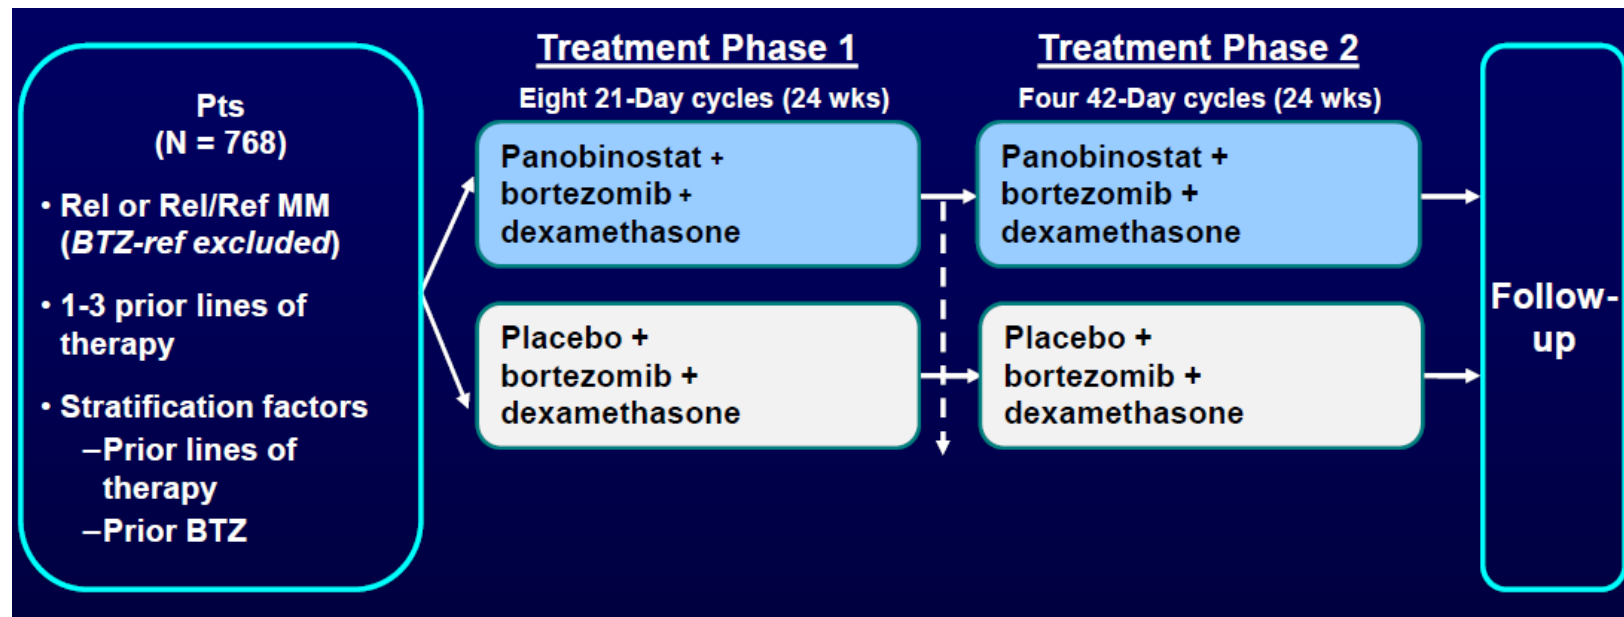 Pts
(N = 768)
• Rel or Rel/Ref MM
(BTZ-ref excluded)
• 1-3 prior lines of
therapy
• Stratification factors
–Prior lines of
therapy
–Prior BTZ
Treatment Phase 1
Eight 21-Day cycles (24 wks)
Panobinostat +
bortezomib +
dexamethasone
Placebo +
bortezomib +
dexamethasone
Treatment Phase 2
Four 42-Day cycles (24 wks)
Panobinostat +
bortezomib +
dexamethasone
Placebo +
bortezomib +
dexamethasone
Follow-
up